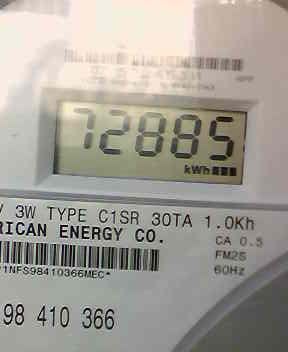 72885
kWh
V 3W TYPE C1SR 30TA 1.0Kh
RICAN ENERGY CO.
CA 0.5
FM2S
60Hz
*1NFS98410366MEC*
98 410 366